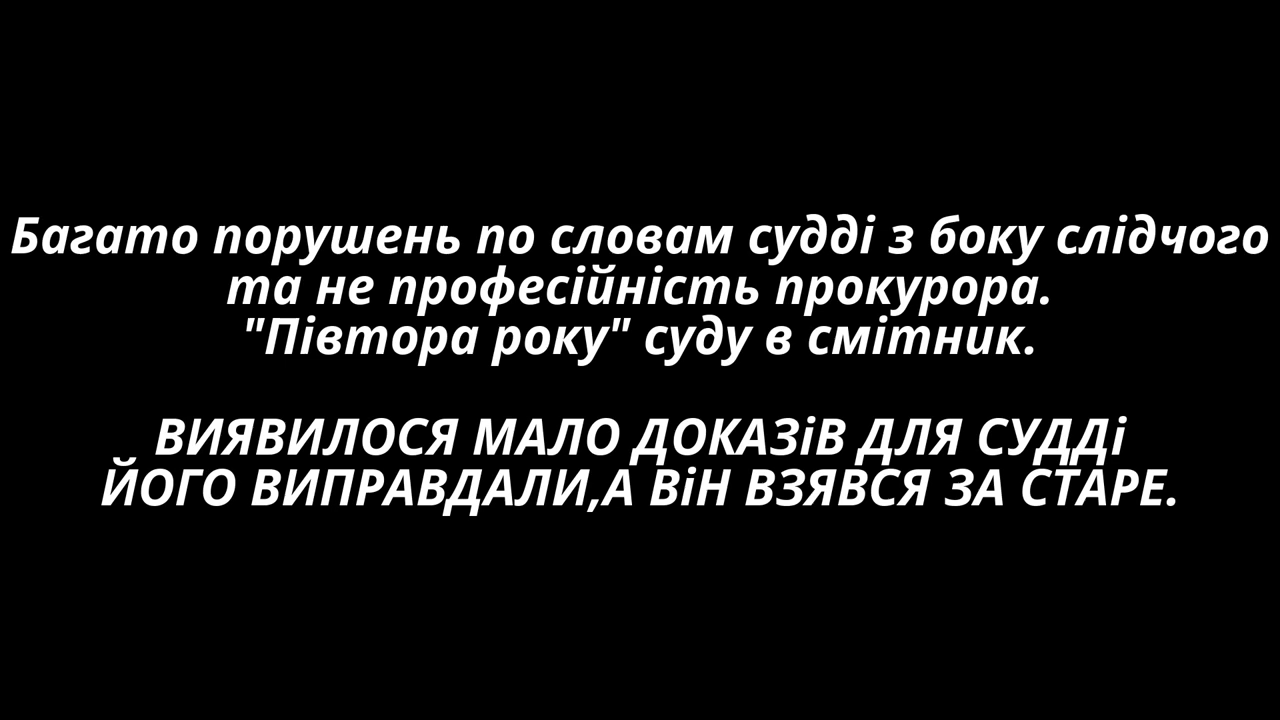 Багато порушень по словам судді з боку слідчого
та не професійність прокурора.
"Півтора року" суду в смітник.
ВИЯВИЛОСЯ МАЛО ДОКАЗіВ ДЛЯ СУДДі
ЙОГО ВИПРАВДАЛИ,А ВіН ВЗЯВСЯ ЗА СТАРЕ.